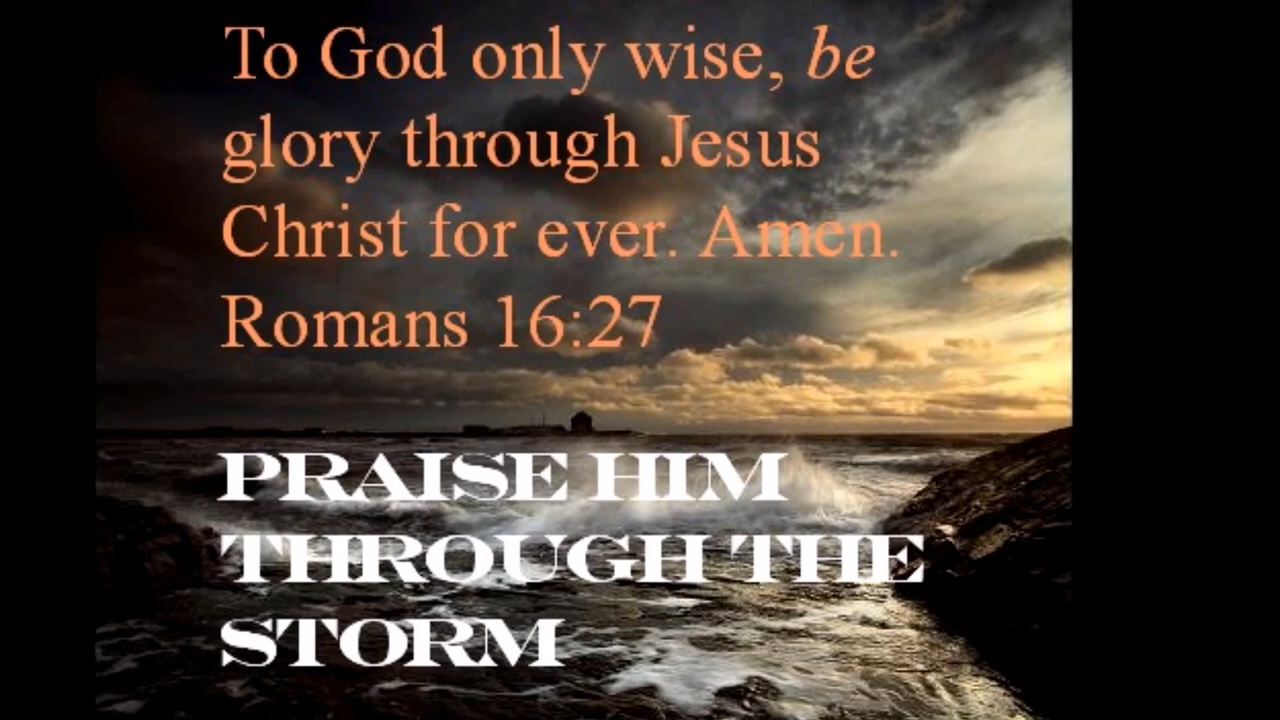 To God only wise, be
glory through Jesus
Christ for ever. Amen.
Romans 16:27
PRAISE HIM
THROUGH THE
STORM